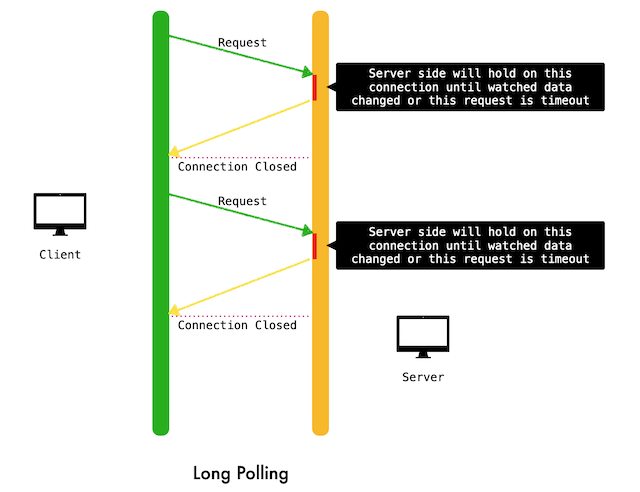 Request
Server side will hold on this
connection until watched data
changed or this request is timeout
Connection Closed
Request
Server side will hold on this
connection until watched data
changed or this request is timeout
Client
Connection Closed
Server
Long Polling